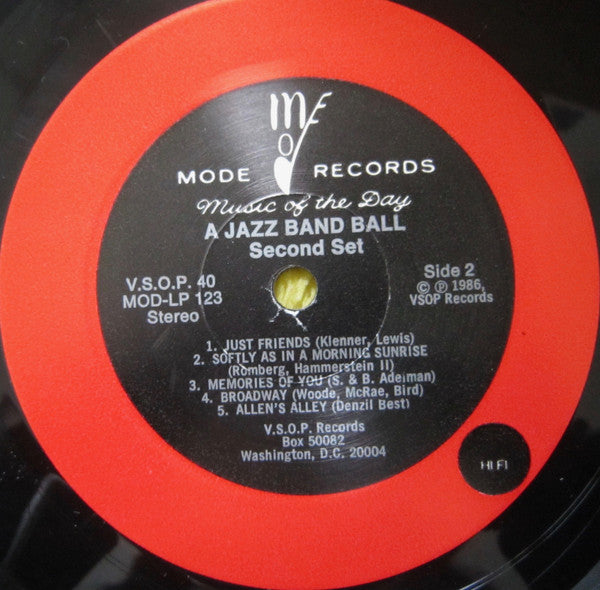 MODE
MODE RECORDS
Music of the Day
A JAZZ BAND BALL
Second Set
V.S.O.P. 40
MOD-LP 123
Stereo
Side 2
© ℗ 1986,
VSOP Records
1. JUST FRIENDS (Klenner, Lewis)
2. SOFTLY AS IN A MORNING SUNRISE
(Romberg, Hammerstein II)
3. MEMORIES OF YOU (S. & B. Adelman)
4. BROADWAY (Woode, McRae, Bird)
5. ALLEN'S ALLEY (Denzil Best)
V.S.O.P. Records
Box 50082
Washington, D.C. 20004
HI FI